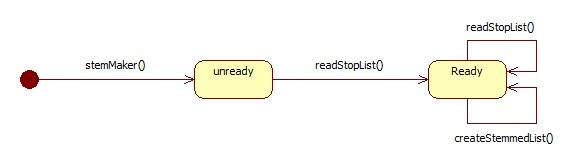 readStopList()
stemMaker()
unready
readStopList()
Ready
createStemmedList()